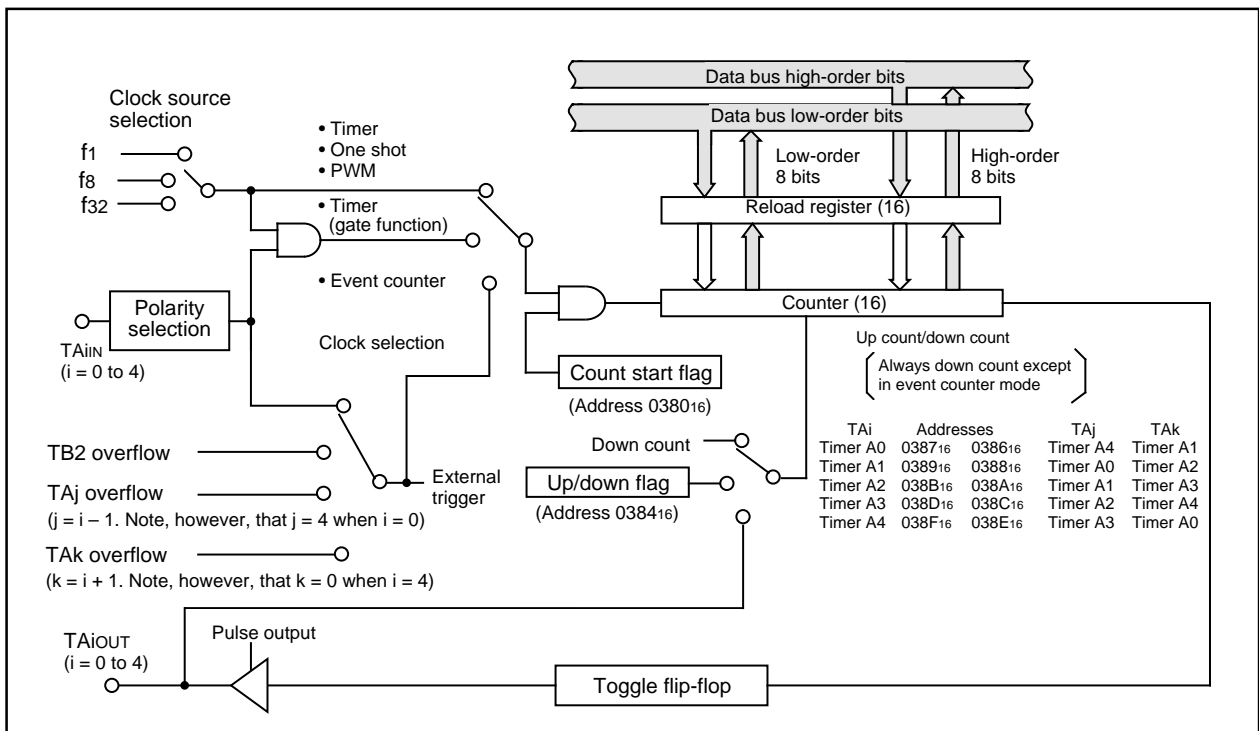 Data bus high-order bits
Data bus low-order bits
Clock source
selection
f1
f8
f32
• Timer
• One shot
• PWM
• Timer
(gate function)
• Event counter
Low-order
8 bits
High-order
8 bits
Reload register (16)
Counter (16)
Polarity
selection
TAiIN
(i = 0 to 4)
Clock selection
Count start flag
(Address 038016)
Up count/down count
Always down count except
in event counter mode
TB2 overflow
TAj overflow
(j = i – 1. Note, however, that j = 4 when i = 0)
TAk overflow
(k = i + 1. Note, however, that k = 0 when i = 4)
External
trigger
Down count
Up/down flag
(Address 038416)
TAi Addresses TAj TAk
Timer A0 038716 038616 Timer A4 Timer A1
Timer A1 038916 038816 Timer A0 Timer A2
Timer A2 038B16 038A16 Timer A1 Timer A3
Timer A3 038D16 038C16 Timer A2 Timer A4
Timer A4 038F16 038E16 Timer A3 Timer A0
Pulse output
TAiOUT
(i = 0 to 4)
Toggle flip-flop